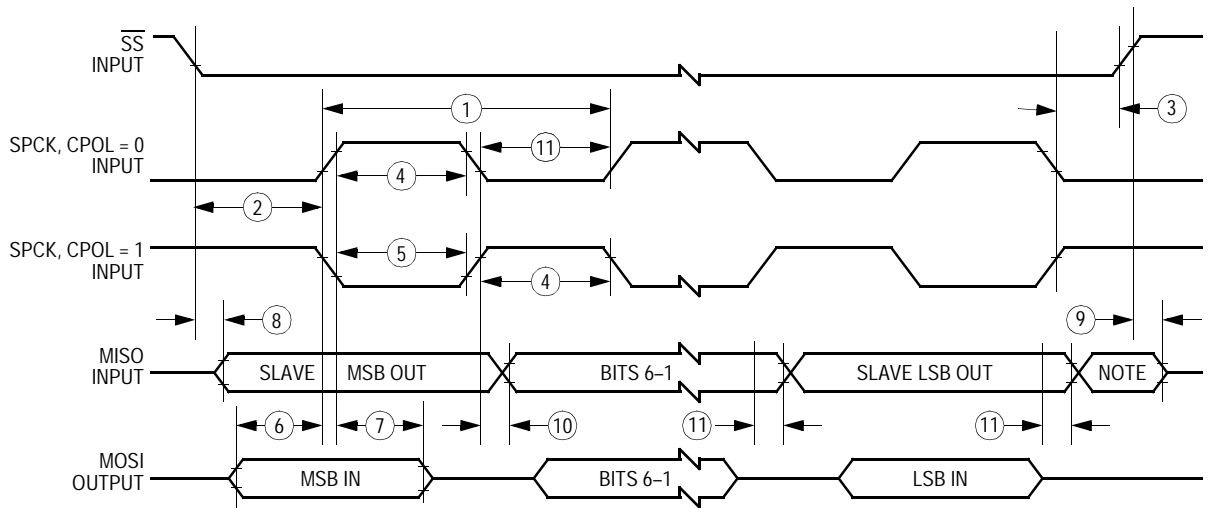 SS
INPUT
1
3
SPCK, CPOL = 0
INPUT
11
4
2
SPCK, CPOL = 1
INPUT
5
4
8
9
MISO
INPUT
SLAVE MSB OUT
BITS 6–1
SLAVE LSB OUT
NOTE
6
7
10
11
11
MOSI
OUTPUT
MSB IN
BITS 6–1
LSB IN